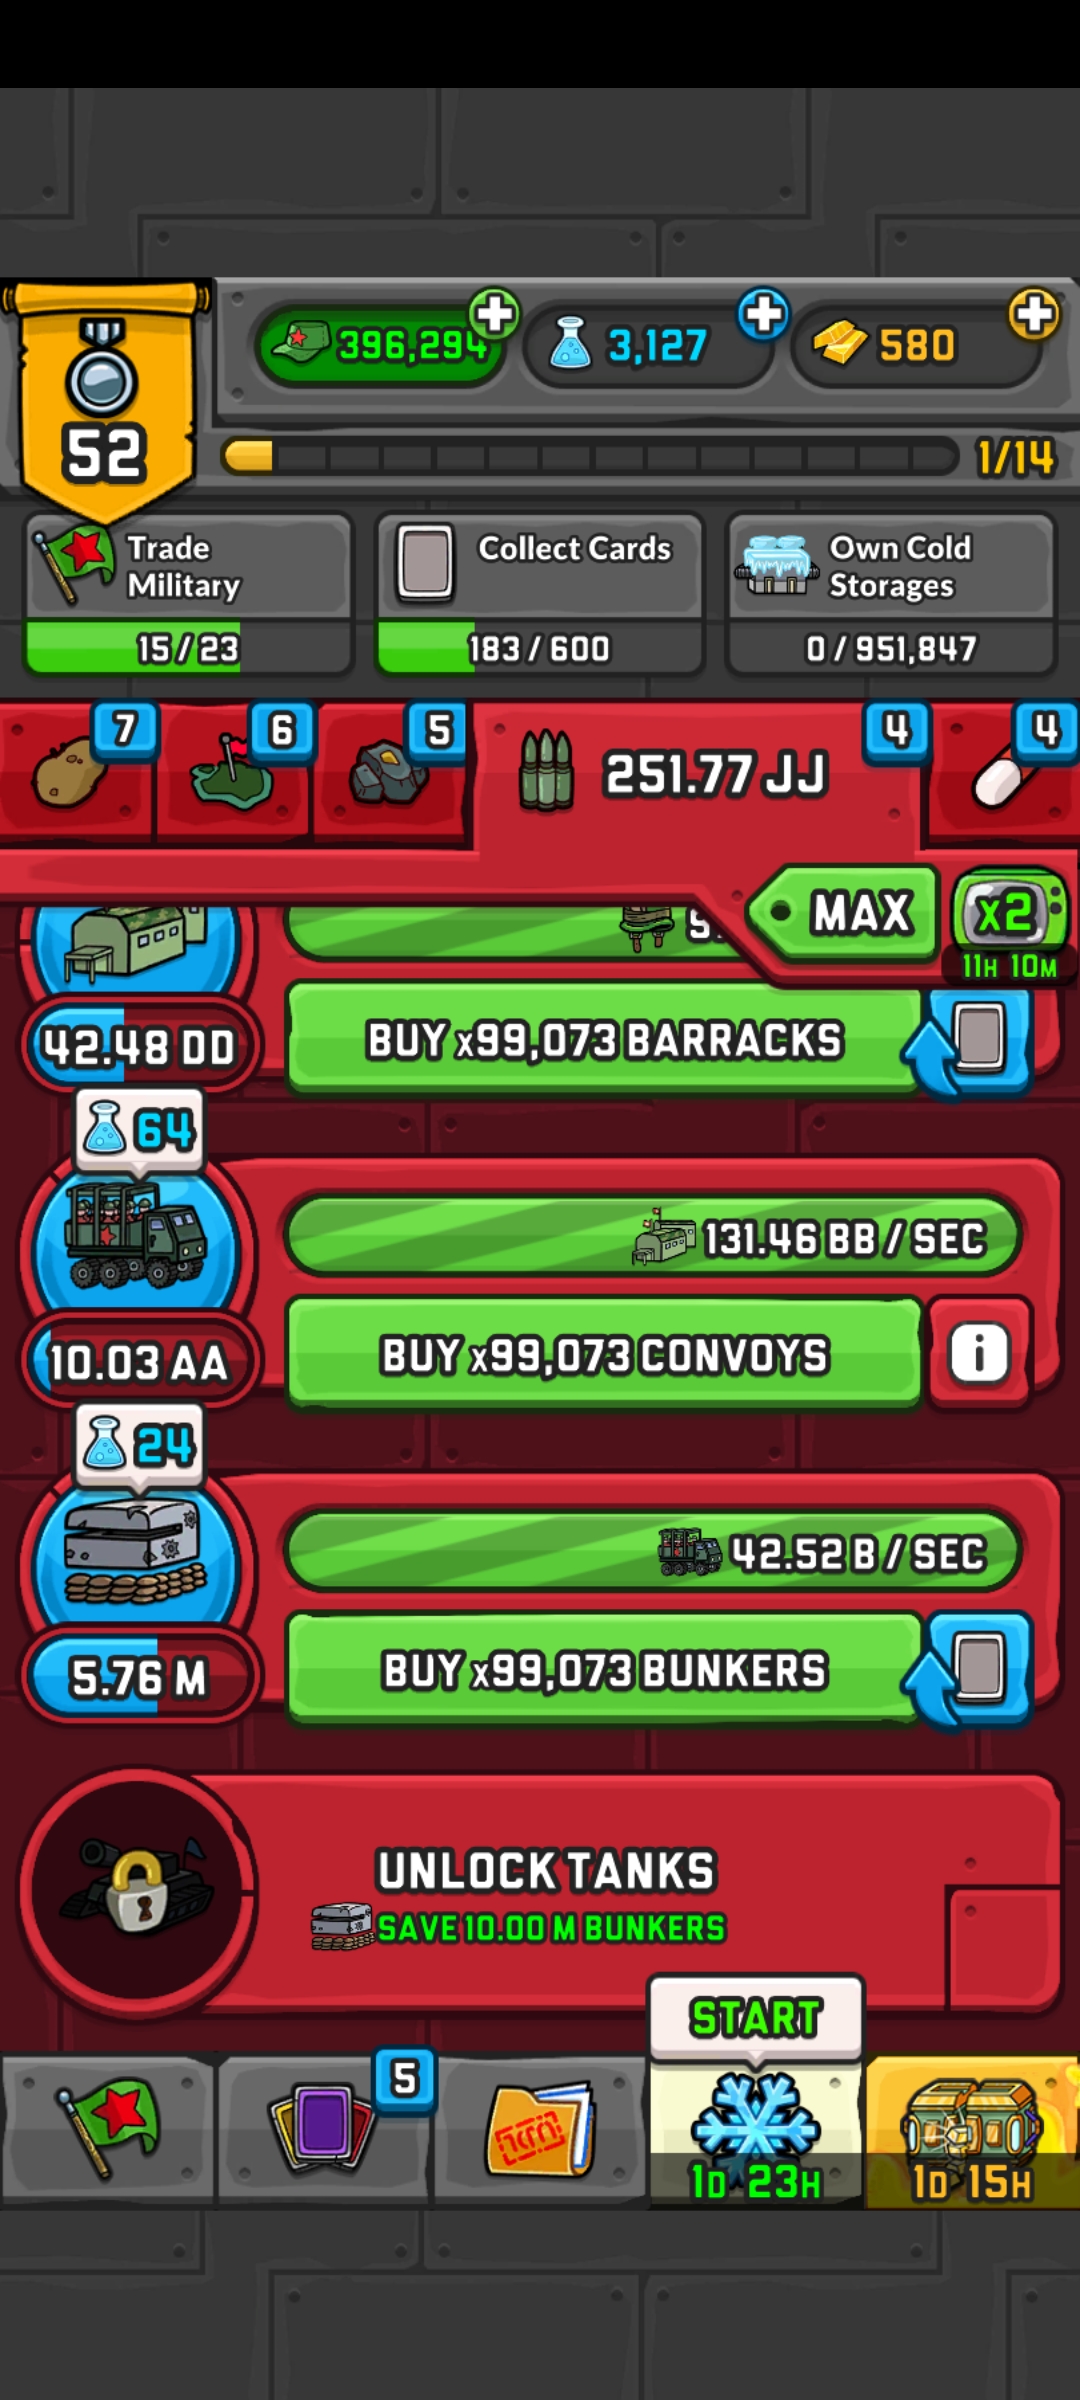 396,294
3,127
580
52
1/14
Trade
Military
15/23
Collect Cards
183/600
Own Cold
Storages
0/951,847
7
6
5
251.77 JJ
4
4
MAX
x2
11H 10M
42.48 DD
BUY x99,073 BARRACKS
64
131.46 BB / SEC
10.03 AA
BUY x99,073 CONVOYS
i
24
42.52 B / SEC
5.76 M
BUY x99,073 BUNKERS
UNLOCK TANKS
SAVE 10.00 M BUNKERS
START
5
1D 23H
1D 15H